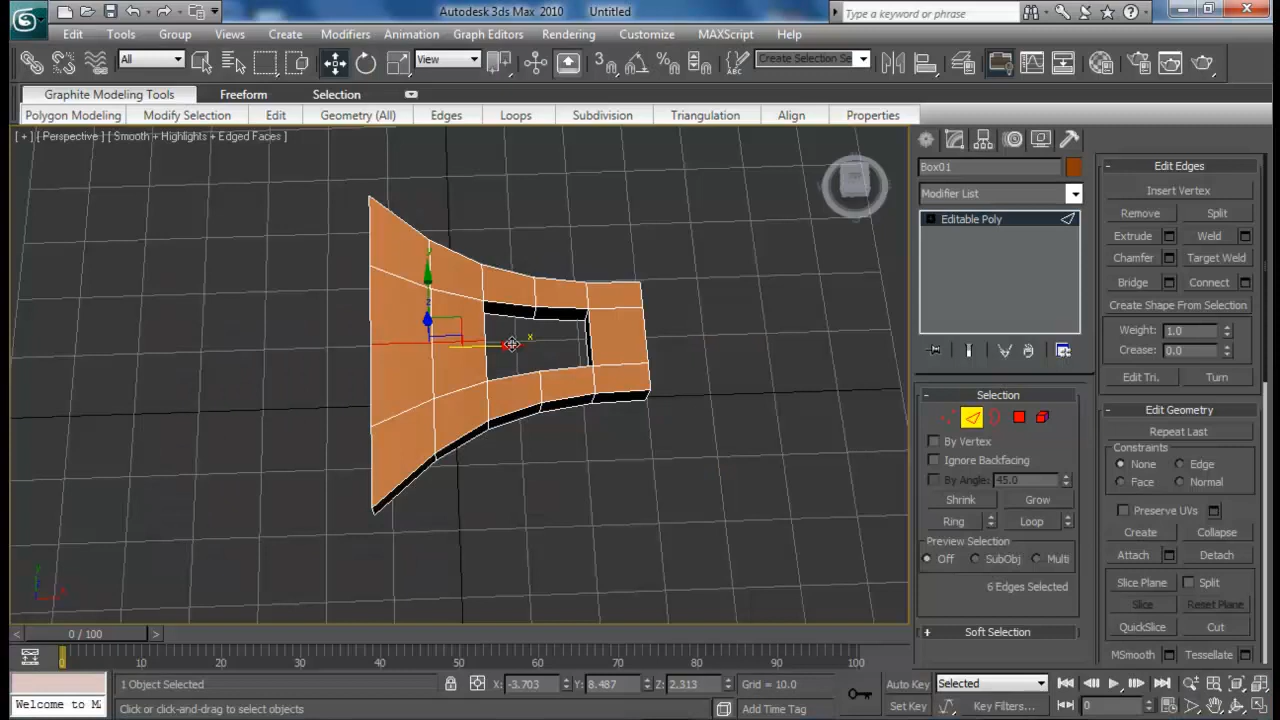 Autodesk 3ds Max 2010 Untitled
Type a keyword or phrase
Edit Tools Group Views Create Modifiers Animation Graph Editors Rendering Customize MAXScript Help
All View Create Selection Se
Graphite Modeling Tools Freeform Selection
Polygon Modeling Modify Selection Edit Geometry (All) Edges Loops Subdivision Triangulation Align Properties
[ + ] [ Perspective ] [ Smooth + Highlights + Edged Faces ]
Box01
Modifier List
Editable Poly
- Selection
By Vertex
Ignore Backfacing
By Angle: 45.0
Shrink Grow
Ring Loop
Preview Selection
Off SubObj Multi
6 Edges Selected
+ Soft Selection
- Edit Edges
Insert Vertex
Remove Split
Extrude Weld
Chamfer Target Weld
Bridge Connect
Create Shape From Selection
Weight: 1.0
Crease: 0.0
Edit Tri. Turn
- Edit Geometry
Repeat Last
Constraints
None Edge
Face Normal
Preserve UVs
Create Collapse
Attach Detach
Slice Plane Split
Slice Reset Plane
QuickSlice Cut
MSmooth Tessellate
x
z
y
x
< 0 / 100 >
0 10 20 30 40 50 60 70 80 90 100
1 Object Selected X: -3.703 Y: 8.487 Z: 2.313 Grid = 10.0 Auto Key Selected
Welcome to M Click or click-and-drag to select objects Add Time Tag Set Key Key Filters... 0